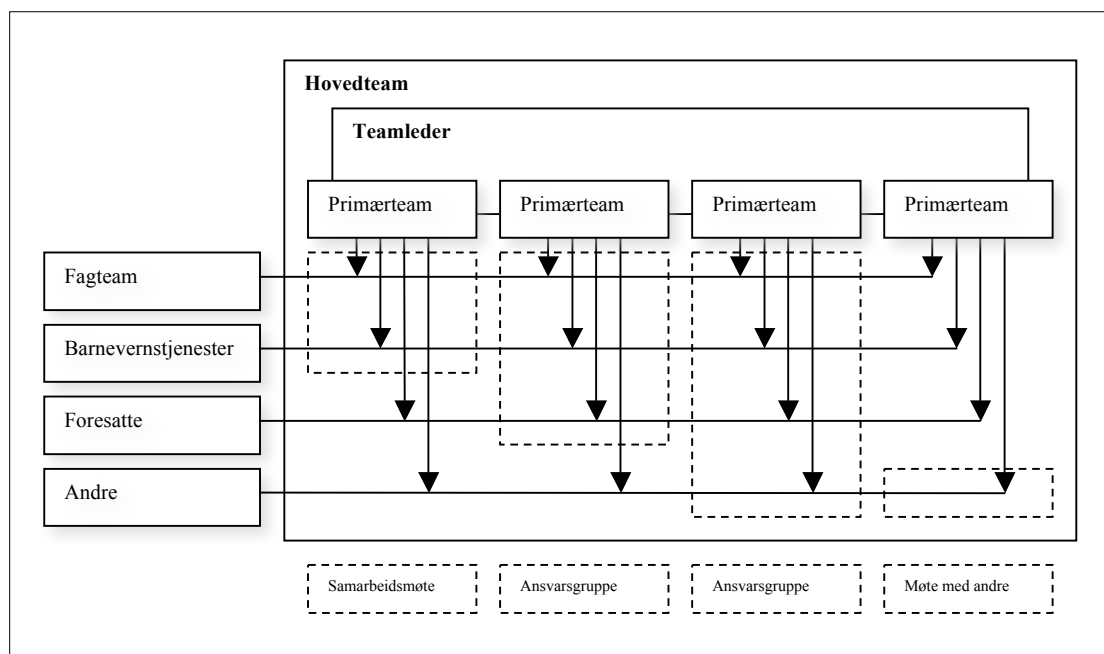 Hovedteam
Teamleder
Primærteam
Primærteam
Primærteam
Primærteam
Fagteam
Barnevernstjenester
Foresatte
Andre
Samarbeidsmøte
Ansvarsgruppe
Ansvarsgruppe
Møte med andre